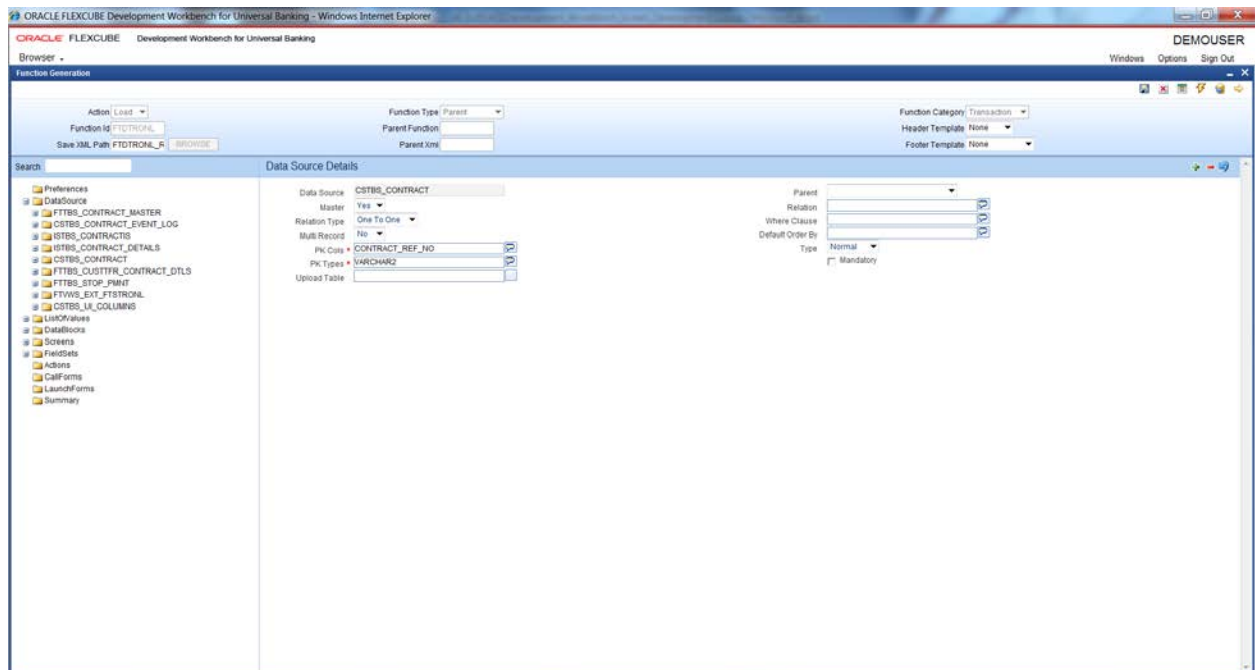 ORACLE FLEXCUBE Development Workbench for Universal Banking - Windows Internet Explorer
ORACLE FLEXCUBE Development Workbench for Universal Banking
DEMOUSER
Browser
Windows Options Sign Out
Function Generation
Action Load Function Type Parent Function Category Transaction
Function Id FTDTRONL Parent Function Header Template None
Save XML Path FTDTRONL_R BROWSE Parent Xml Footer Template None
Search Data Source Details
Preferences
DataSource
FTTBS_CONTRACT_MASTER
CSTBS_CONTRACT_EVENT_LOG
ISTBS_CONTRACTIS
ISTBS_CONTRACT_DETAILS
CSTBS_CONTRACT
FTTBS_CUSTTFR_CONTRACT_DTLS
FTTBS_STOP_PMNT
FTVWS_EXT_FTSTRONL
CSTBS_UI_COLUMNS
ListOfValues
DataBlocks
Screens
FieldSets
Actions
CallForms
LaunchForms
Summary
Data Source CSTBS_CONTRACT
Master Yes
Relation Type One To One
Multi Record No
PK Cols * CONTRACT_REF_NO
PK Types * VARCHAR2
Upload Table
Parent
Relation
Where Clause
Default Order By
Type Normal
Mandatory